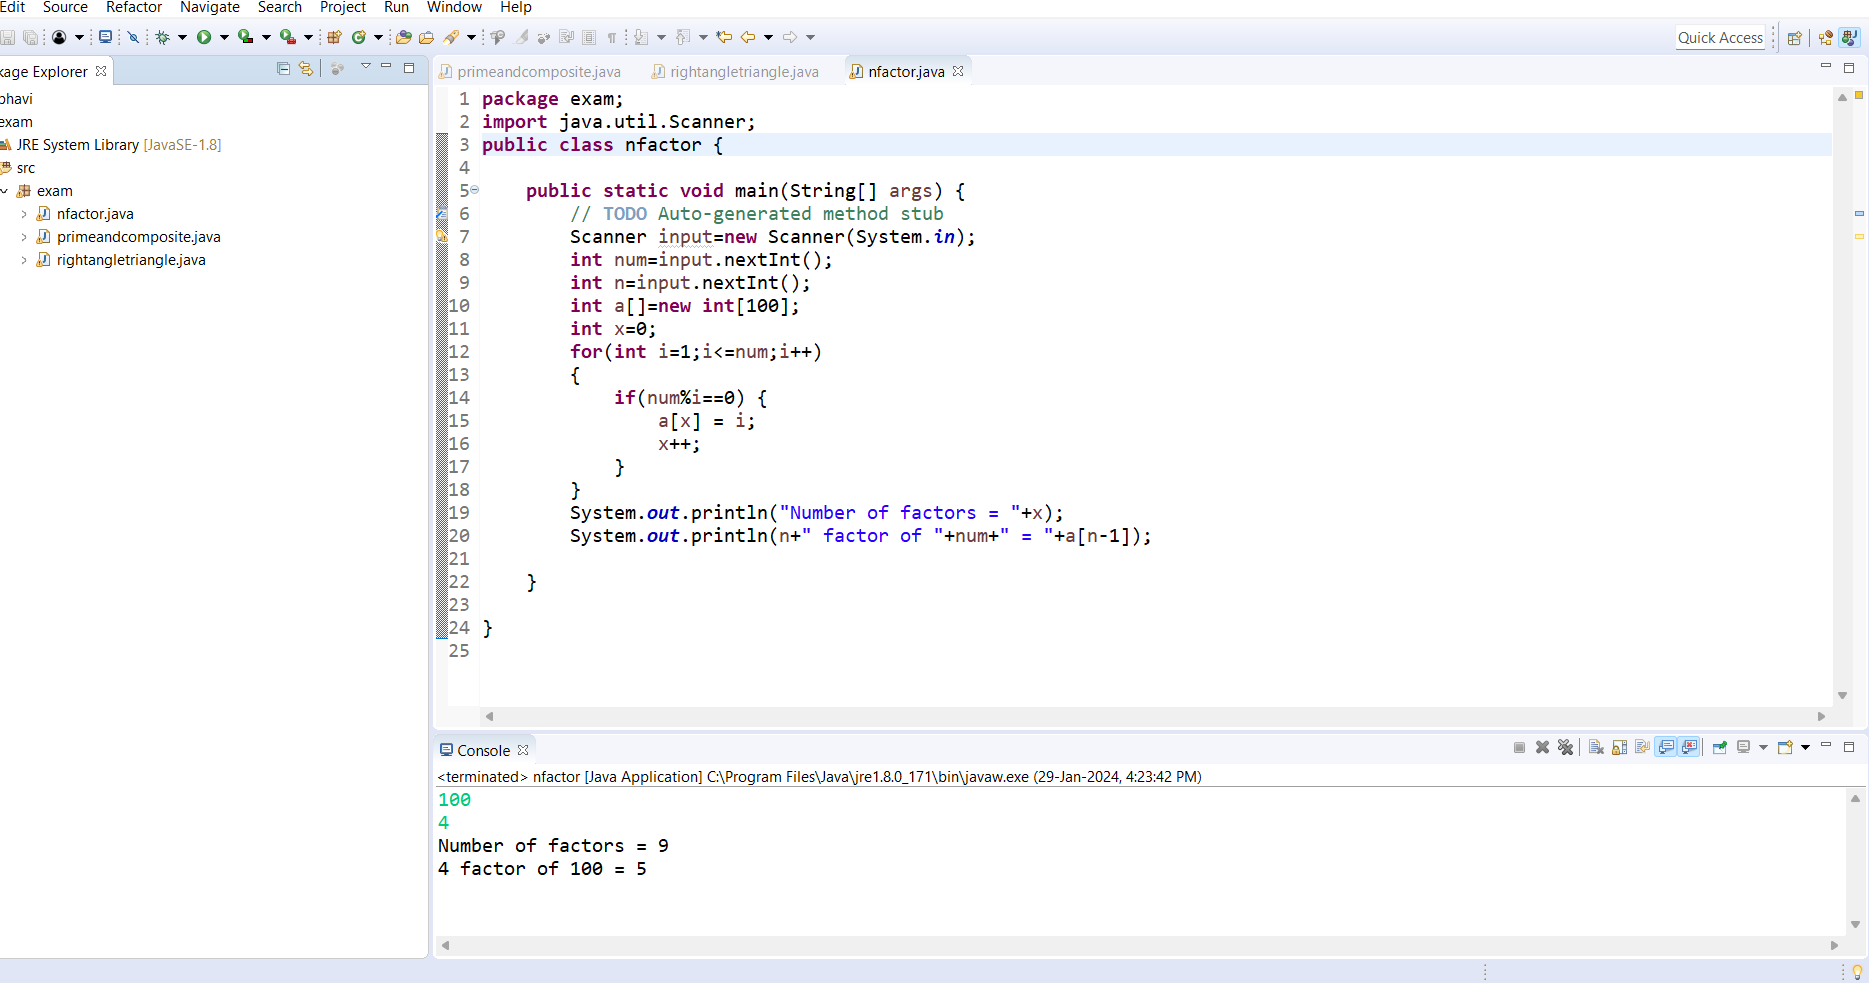 Edit Source Refactor Navigate Search Project Run Window Help
Quick Access
kage Explorer
bhavi
exam
JRE System Library [JavaSE-1.8]
src
exam
nfactor.java
primeandcomposite.java
rightangletriangle.java
primeandcomposite.java rightangletriangle.java nfactor.java
1 package exam;
2 import java.util.Scanner;
3 public class nfactor {
4
5 public static void main(String[] args) {
6 // TODO Auto-generated method stub
7 Scanner input=new Scanner(System.in);
8 int num=input.nextInt();
9 int n=input.nextInt();
10 int a[]=new int[100];
11 int x=0;
12 for(int i=1;i<=num;i++)
13 {
14 if(num%i==0) {
15 a[x] = i;
16 x++;
17 }
18 }
19 System.out.println("Number of factors = "+x);
20 System.out.println(n+" factor of "+num+" = "+a[n-1]);
21
22 }
23
24 }
25
Console
<terminated> nfactor [Java Application] C:\Program Files\Java\jre1.8.0_171\bin\javaw.exe (29-Jan-2024, 4:23:42 PM)
100
4
Number of factors = 9
4 factor of 100 = 5